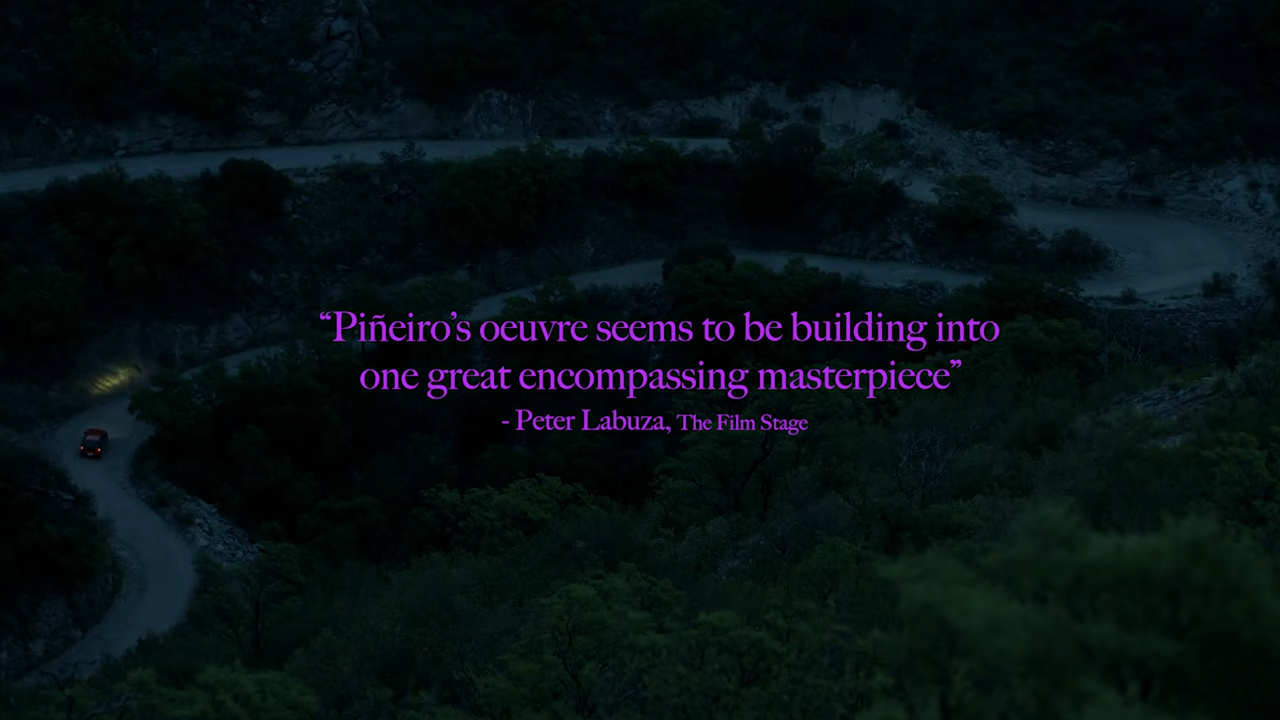 “Piñeiro’s oeuvre seems to be building into
one great encompassing masterpiece”
- Peter Labuza, The Film Stage